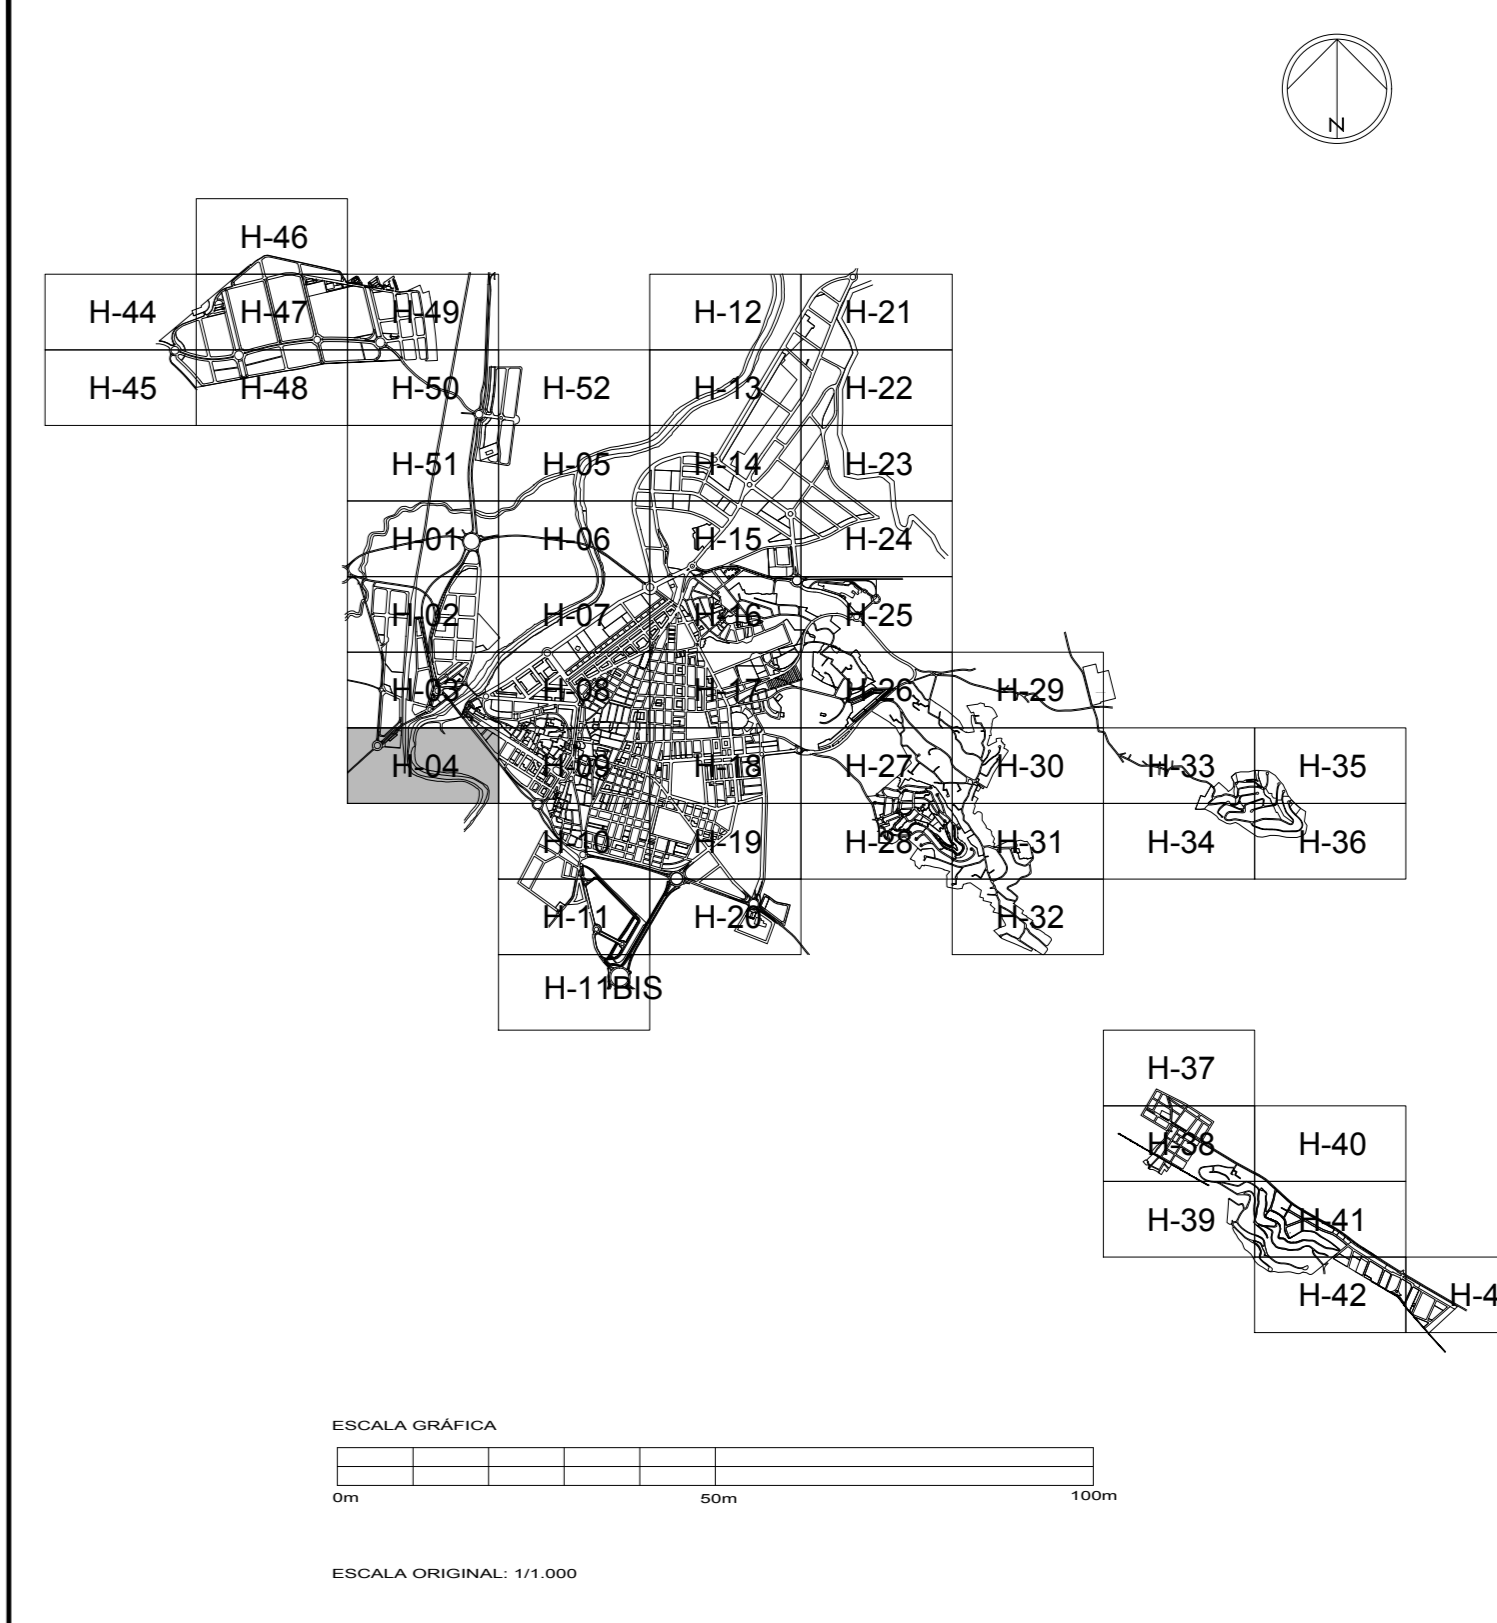 N
H-46
H-44 H-47 H-49 H-12 H-21
H-45 H-48 H-50 H-52 H-13 H-22
H-51 H-05 H-14 H-23
H-01 H-06 H-15 H-24
H-02 H-07 H-16 H-25
H-03 H-08 H-17 H-26 H-29
H-04 H-09 H-18 H-27 H-30 H-33 H-35
H-10 H-19 H-28 H-31 H-34 H-36
H-11 H-20 H-32
H-11BIS
H-37
H-38 H-40
H-39 H-41
H-42 H-4
ESCALA GRÁFICA
0m 50m 100m
ESCALA ORIGINAL: 1/1.000